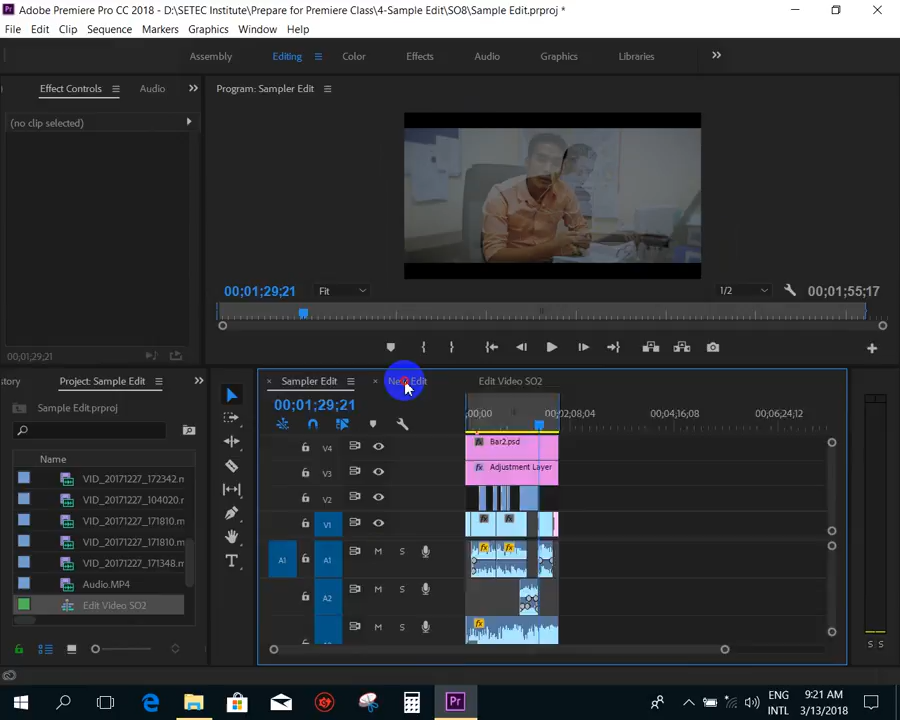 Adobe Premiere Pro CC 2018 - D:\SETEC Institute\Prepare for Premiere Class\4-Sample Edit\SO8\Sample Edit.prproj *
File Edit Clip Sequence Markers Graphics Window Help
Assembly Editing Color Effects Audio Graphics Libraries
Effect Controls Audio
Program: Sampler Edit
(no clip selected)
00;01;29;21 Fit 1/2 00;01;55;17
00;01;29;21
story Project: Sample Edit
Sampler Edit Edit Video SO2
Sample Edit.prproj
00;01;29;21
;00;00 00;02;08;04 00;04;16;08 00;06;24;12
Name
V4 Bar2.psd
V3 Adjustment Layer
VID_20171227_172342.m
VID_20171227_104020.m
V2
VID_20171227_171810.m
V1 fx fx
VID_20171227_171810.m
VID_20171227_171348.m
A1 A1 M S fx fx
Audio.MP4
Edit Video SO2
A2 M S
M S fx
S S
ENG
INTL
9:21 AM
3/13/2018